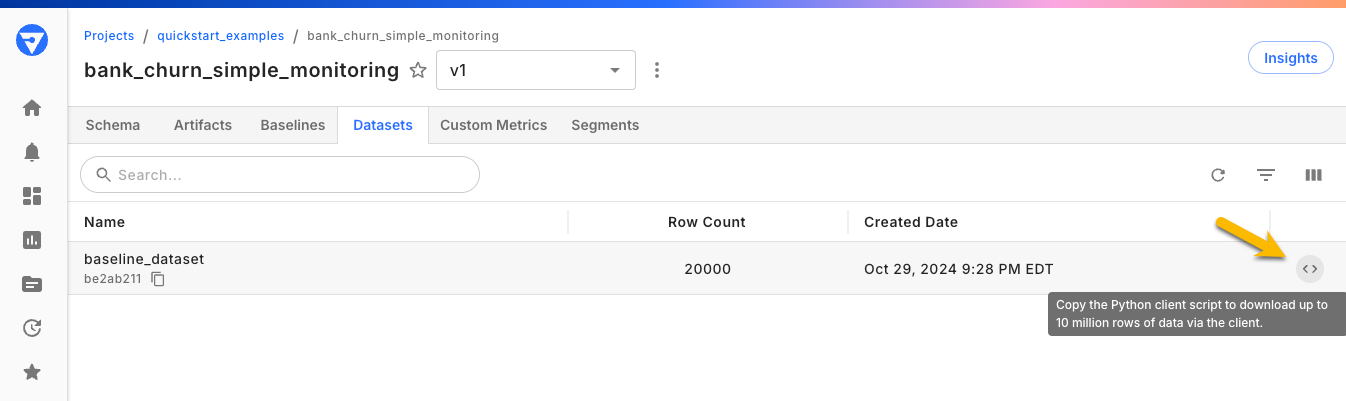 Projects / quickstart_examples / bank_churn_simple_monitoring
bank_churn_simple_monitoring v1
Insights
Schema Artifacts Baselines Datasets Custom Metrics Segments
Search...
Name Row Count Created Date
baseline_dataset
be2ab211
20000 Oct 29, 2024 9:28 PM EDT
Copy the Python client script to download up to
10 million rows of data via the client.